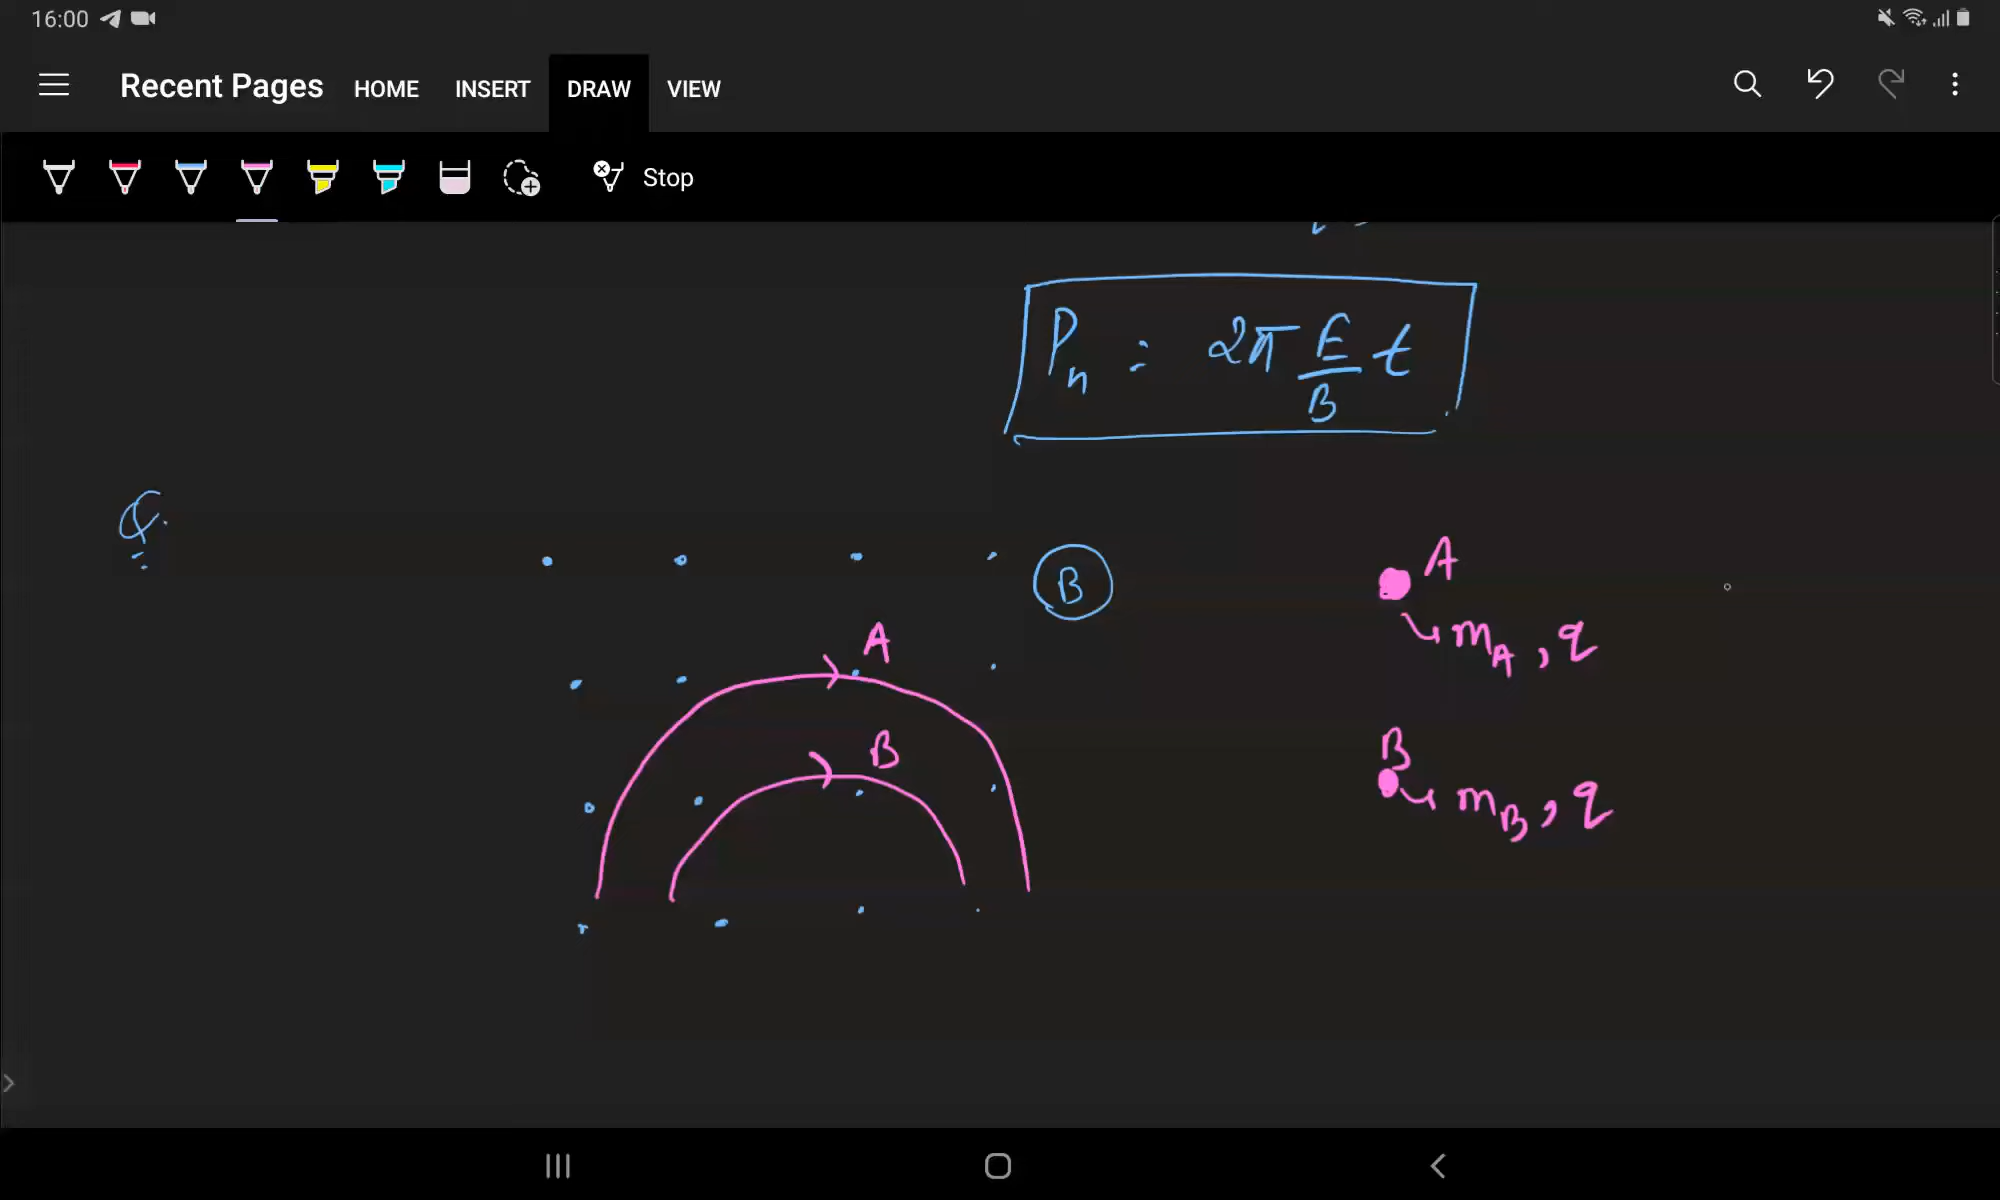 16:00
Recent Pages HOME INSERT DRAW VIEW
Stop
Pn = 2π E/B t
Q.
B
A
B
A
mA, q
B
mB, q